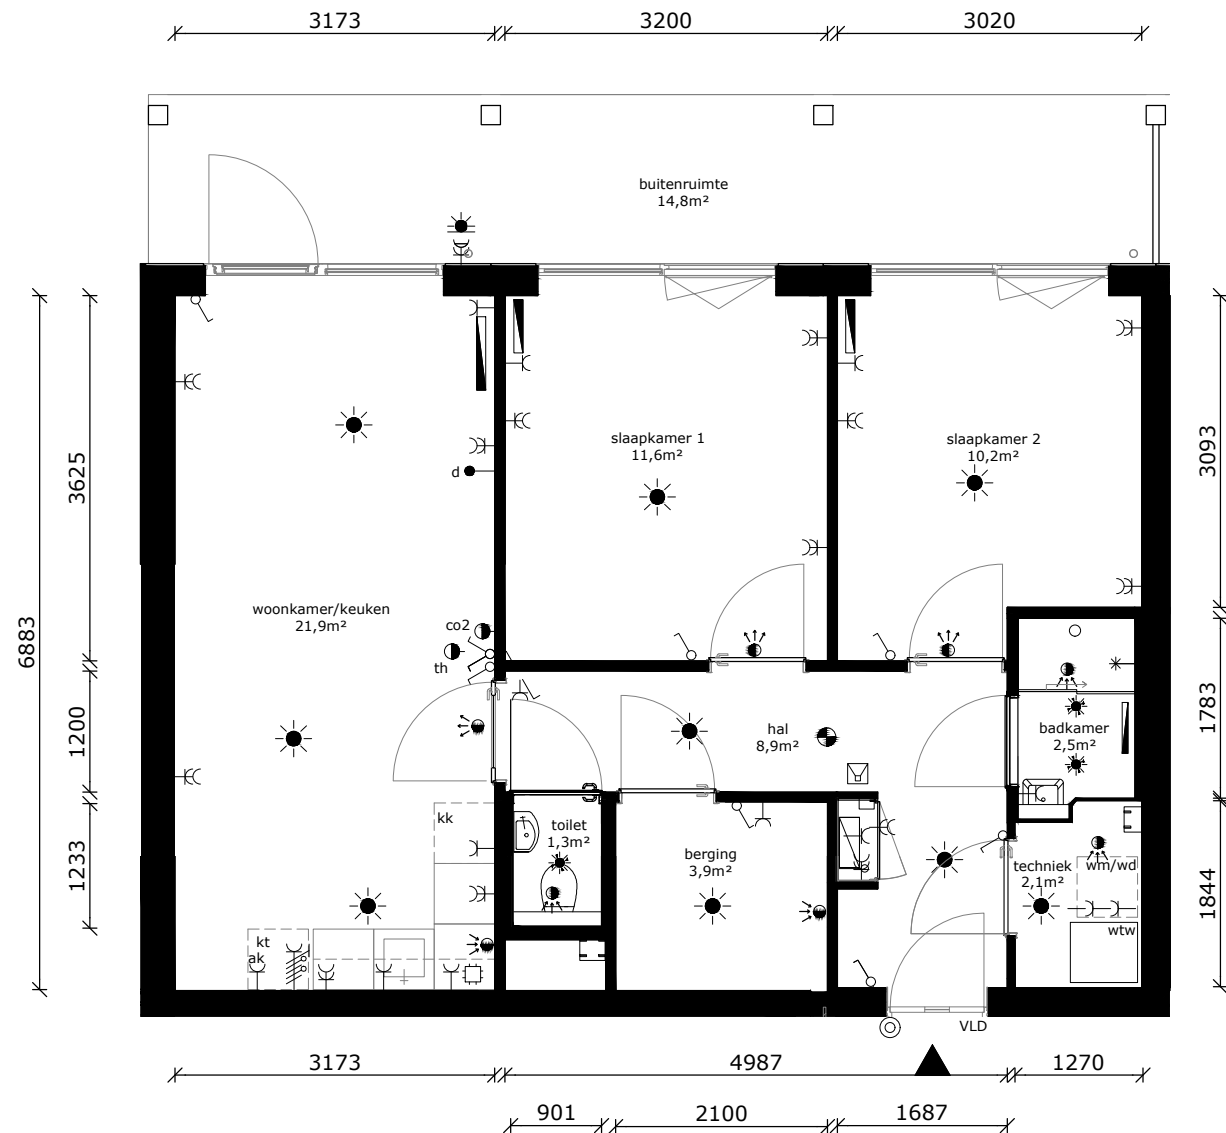 3173
3200
3020
buitenruimte
14,8m²
slaapkamer 1
11,6m²
slaapkamer 2
10,2m²
d
3625
3093
6883
woonkamer/keuken
21,9m²
co2
th
1200
1783
hal
8,9m²
badkamer
2,5m²
kk
toilet
1,3m²
berging
3,9m²
techniek
2,1m²
wm/wd
1233
1844
kt
ak
wtw
VLD
3173
4987
1270
901
2100
1687